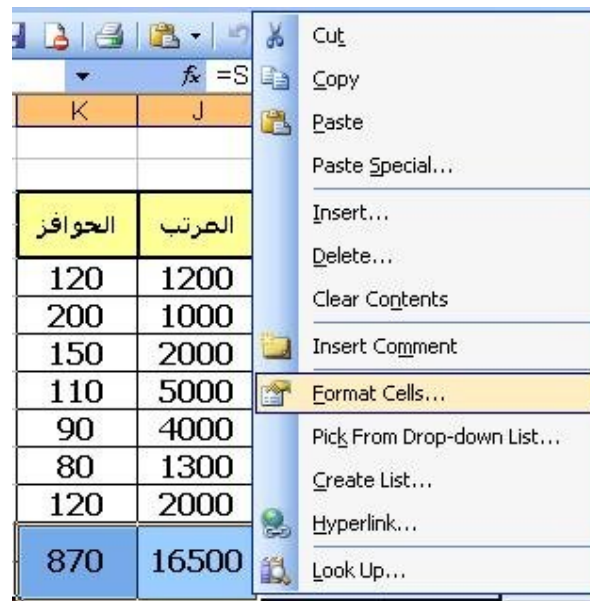 fx =S
K J
الحوافز المرتب
120 1200
200 1000
150 2000
110 5000
90 4000
80 1300
120 2000
870 16500
Cut
Copy
Paste
Paste Special...
Insert...
Delete...
Clear Contents
Insert Comment
Format Cells...
Pick From Drop-down List...
Create List...
Hyperlink...
Look Up...